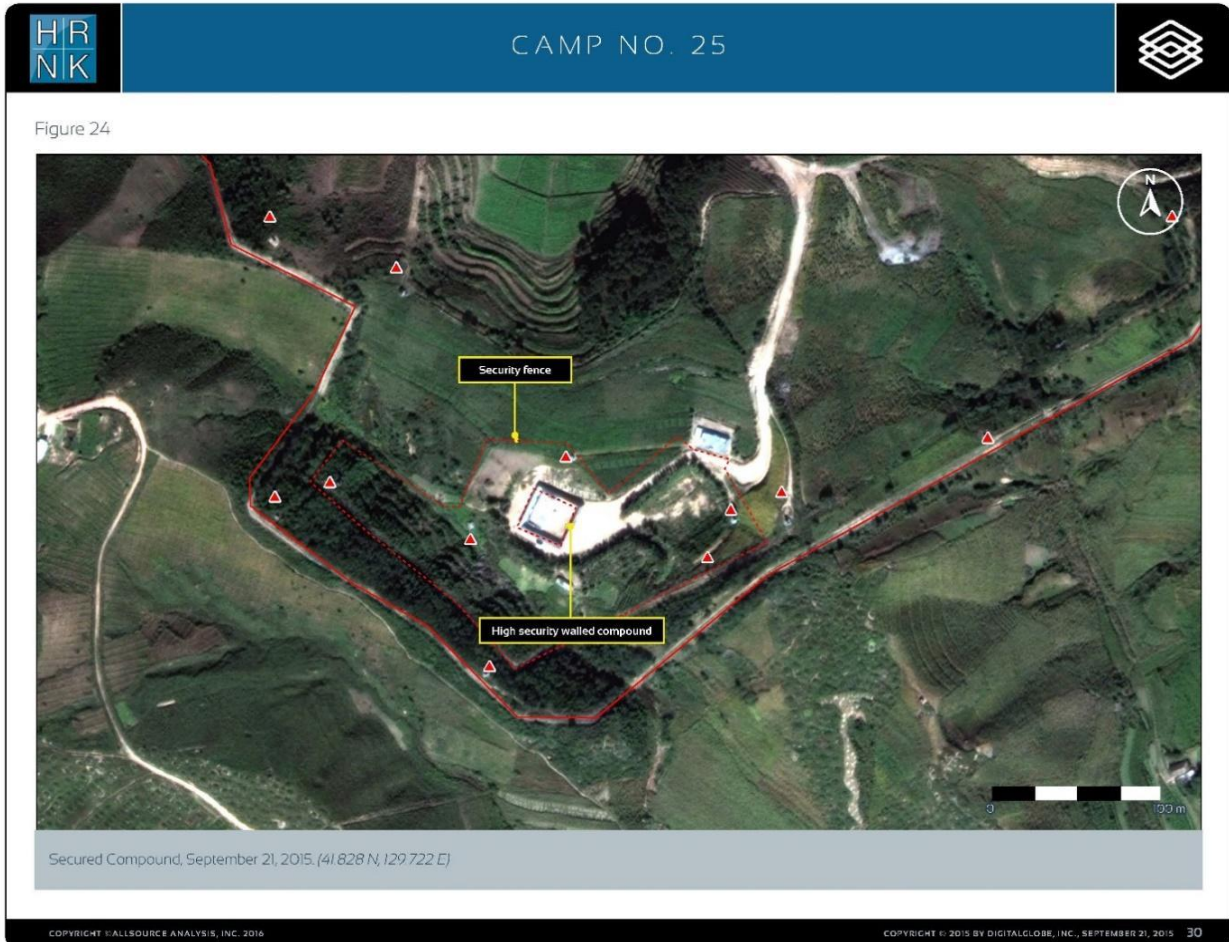 HR
NK
CAMP NO. 25
Figure 24
N
Security fence
High security walled compound
0 100 m
Secured Compound, September 21, 2015. (41.828 N, 129.722 E)
COPYRIGHT ©ALLSOURCE ANALYSIS, INC. 2016
COPYRIGHT © 2015 BY DIGITALGLOBE, INC., SEPTEMBER 21, 2015 30